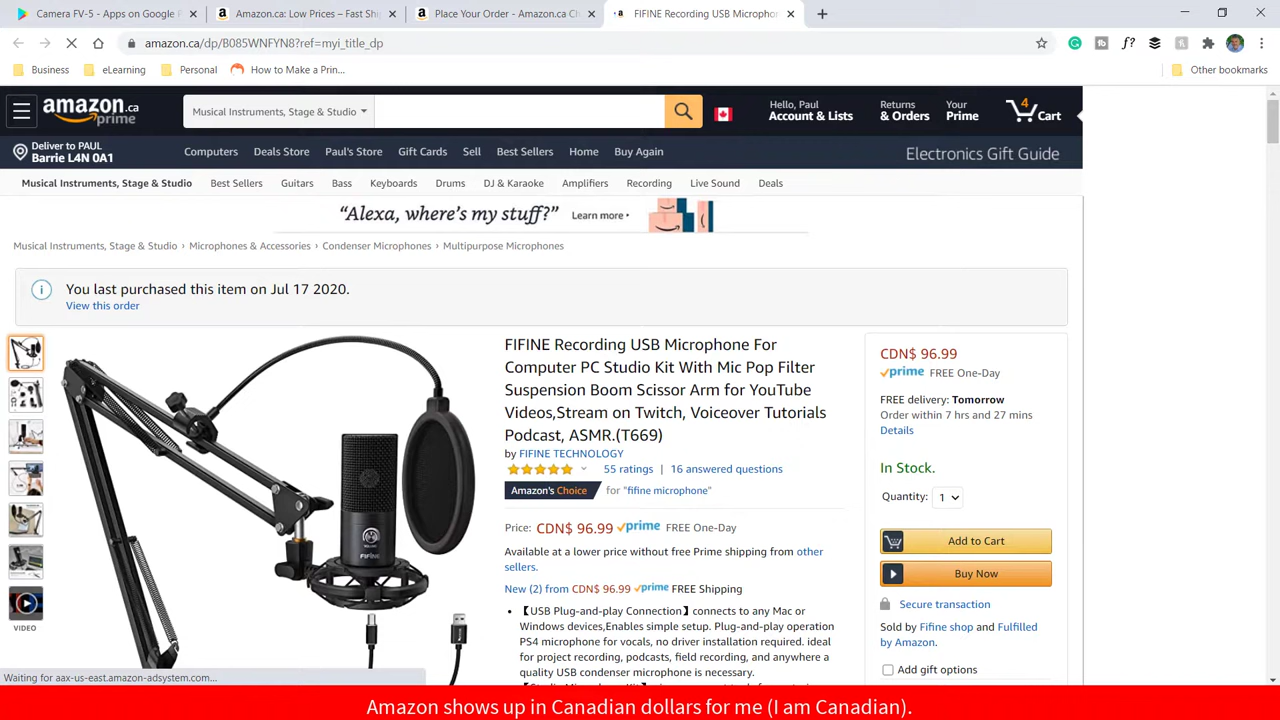 Camera FV-5 - Apps on Google P
Amazon.ca: Low Prices – Fast Shi
Place Your Order - Amazon.ca Ch
FIFINE Recording USB Microphon
amazon.ca/dp/B085WNFYN8?ref=myi_title_dp
Business
eLearning
Personal
How to Make a Prin...
Other bookmarks
amazon.ca
prime
Musical Instruments, Stage & Studio
Hello, Paul
Account & Lists
Returns
& Orders
Your
Prime
4
Cart
Deliver to PAUL
Barrie L4N 0A1
Computers
Deals Store
Paul's Store
Gift Cards
Sell
Best Sellers
Home
Buy Again
Electronics Gift Guide
Musical Instruments, Stage & Studio
Best Sellers
Guitars
Bass
Keyboards
Drums
DJ & Karaoke
Amplifiers
Recording
Live Sound
Deals
“Alexa, where’s my stuff?”
Learn more ▸
Musical Instruments, Stage & Studio › Microphones & Accessories › Condenser Microphones › Multipurpose Microphones
You last purchased this item on Jul 17 2020.
View this order
FIFINE
VIDEO
FIFINE Recording USB Microphone For
Computer PC Studio Kit With Mic Pop Filter
Suspension Boom Scissor Arm for YouTube
Videos,Stream on Twitch, Voiceover Tutorials
Podcast, ASMR.(T669)
by FIFINE TECHNOLOGY
55 ratings | 16 answered questions
Amazon's Choice for "fifine microphone"
Price: CDN$ 96.99 prime FREE One-Day
Available at a lower price without free Prime shipping from other
sellers.
New (2) from CDN$ 96.99 prime FREE Shipping
• 【USB Plug-and-play Connection】connects to any Mac or
Windows devices,Enables simple setup. Plug-and-play operation
PS4 microphone for vocals, no driver installation required. ideal
for project recording, podcasts, field recording, and anywhere a
quality USB condenser microphone is necessary.
CDN$ 96.99
prime FREE One-Day
FREE delivery: Tomorrow
Order within 7 hrs and 27 mins
Details
In Stock.
Quantity: 1
Add to Cart
Buy Now
Secure transaction
Sold by Fifine shop and Fulfilled
by Amazon.
Add gift options
Waiting for aax-us-east.amazon-adsystem.com...
Amazon shows up in Canadian dollars for me (I am Canadian).